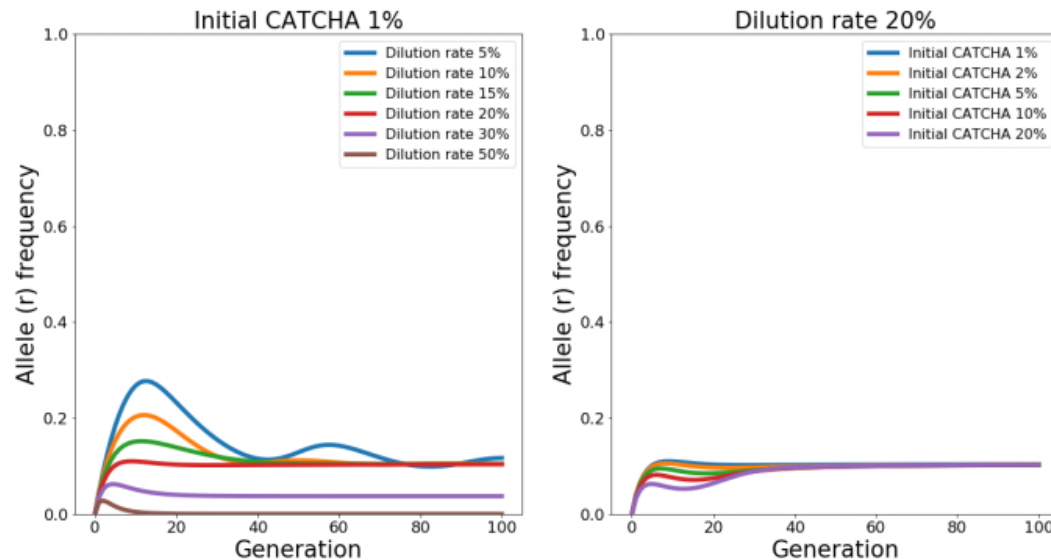 Initial CATCHA 1%
Allele (r) frequency
1.0
0.8
0.6
0.4
0.2
0.0
Dilution rate 5%
Dilution rate 10%
Dilution rate 15%
Dilution rate 20%
Dilution rate 30%
Dilution rate 50%
0 20 40 60 80 100
Generation
Dilution rate 20%
Allele (r) frequency
1.0
0.8
0.6
0.4
0.2
0.0
Initial CATCHA 1%
Initial CATCHA 2%
Initial CATCHA 5%
Initial CATCHA 10%
Initial CATCHA 20%
0 20 40 60 80 100
Generation